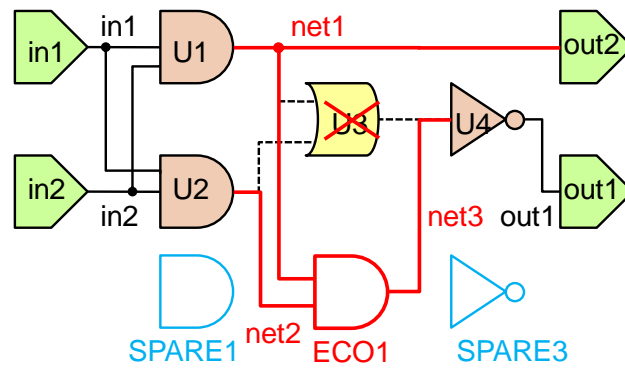 in1
in1
U1
net1
out2
U3
U4
in2
in2
U2
net3
out1
out1
net2
SPARE1
ECO1
SPARE3